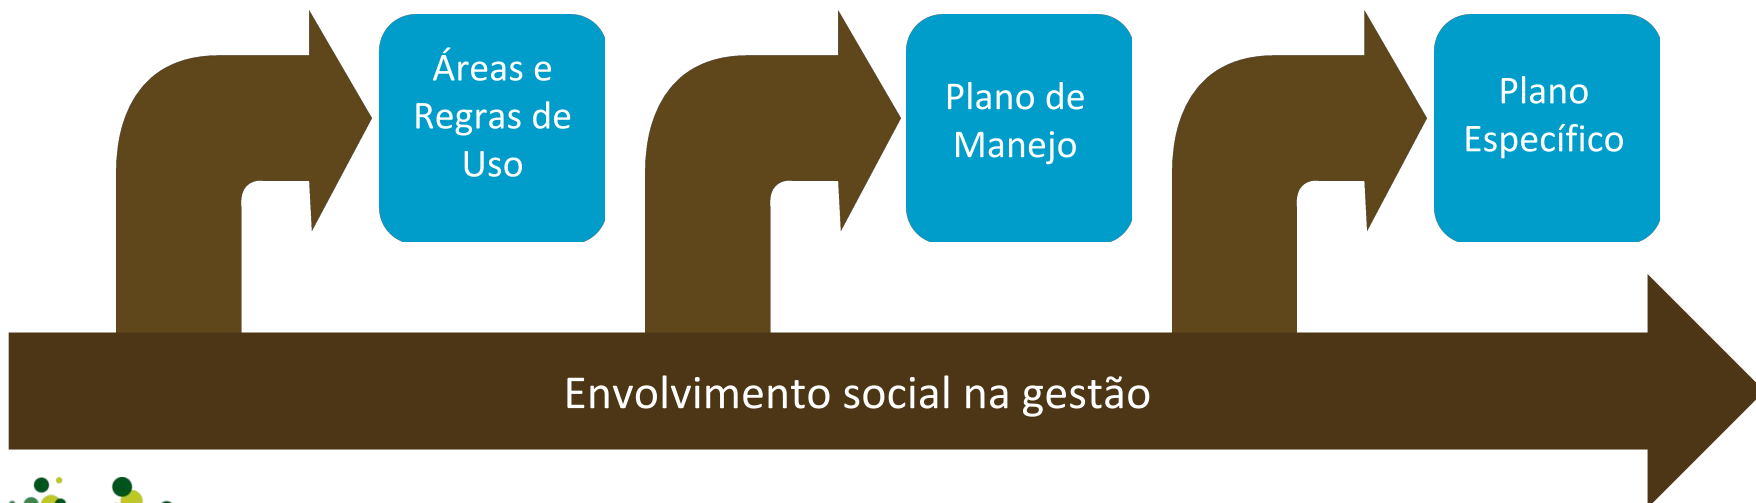 Áreas e
Regras de
Uso
Plano de
Manejo
Plano
Específico
Envolvimento social na gestão